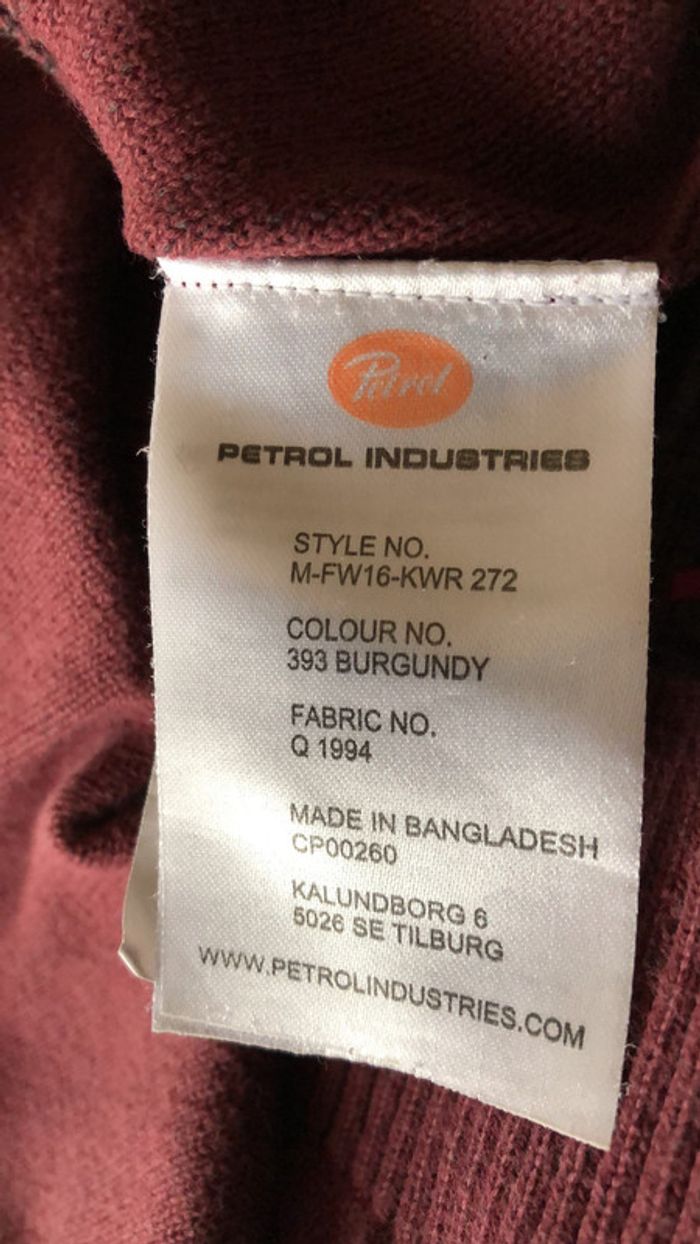 Petrol
PETROL INDUSTRIES
STYLE NO.
M-FW16-KWR 272
COLOUR NO.
393 BURGUNDY
FABRIC NO.
Q 1994
MADE IN BANGLADESH
CP00260
KALUNDBORG 6
5026 SE TILBURG
WWW.PETROLINDUSTRIES.COM